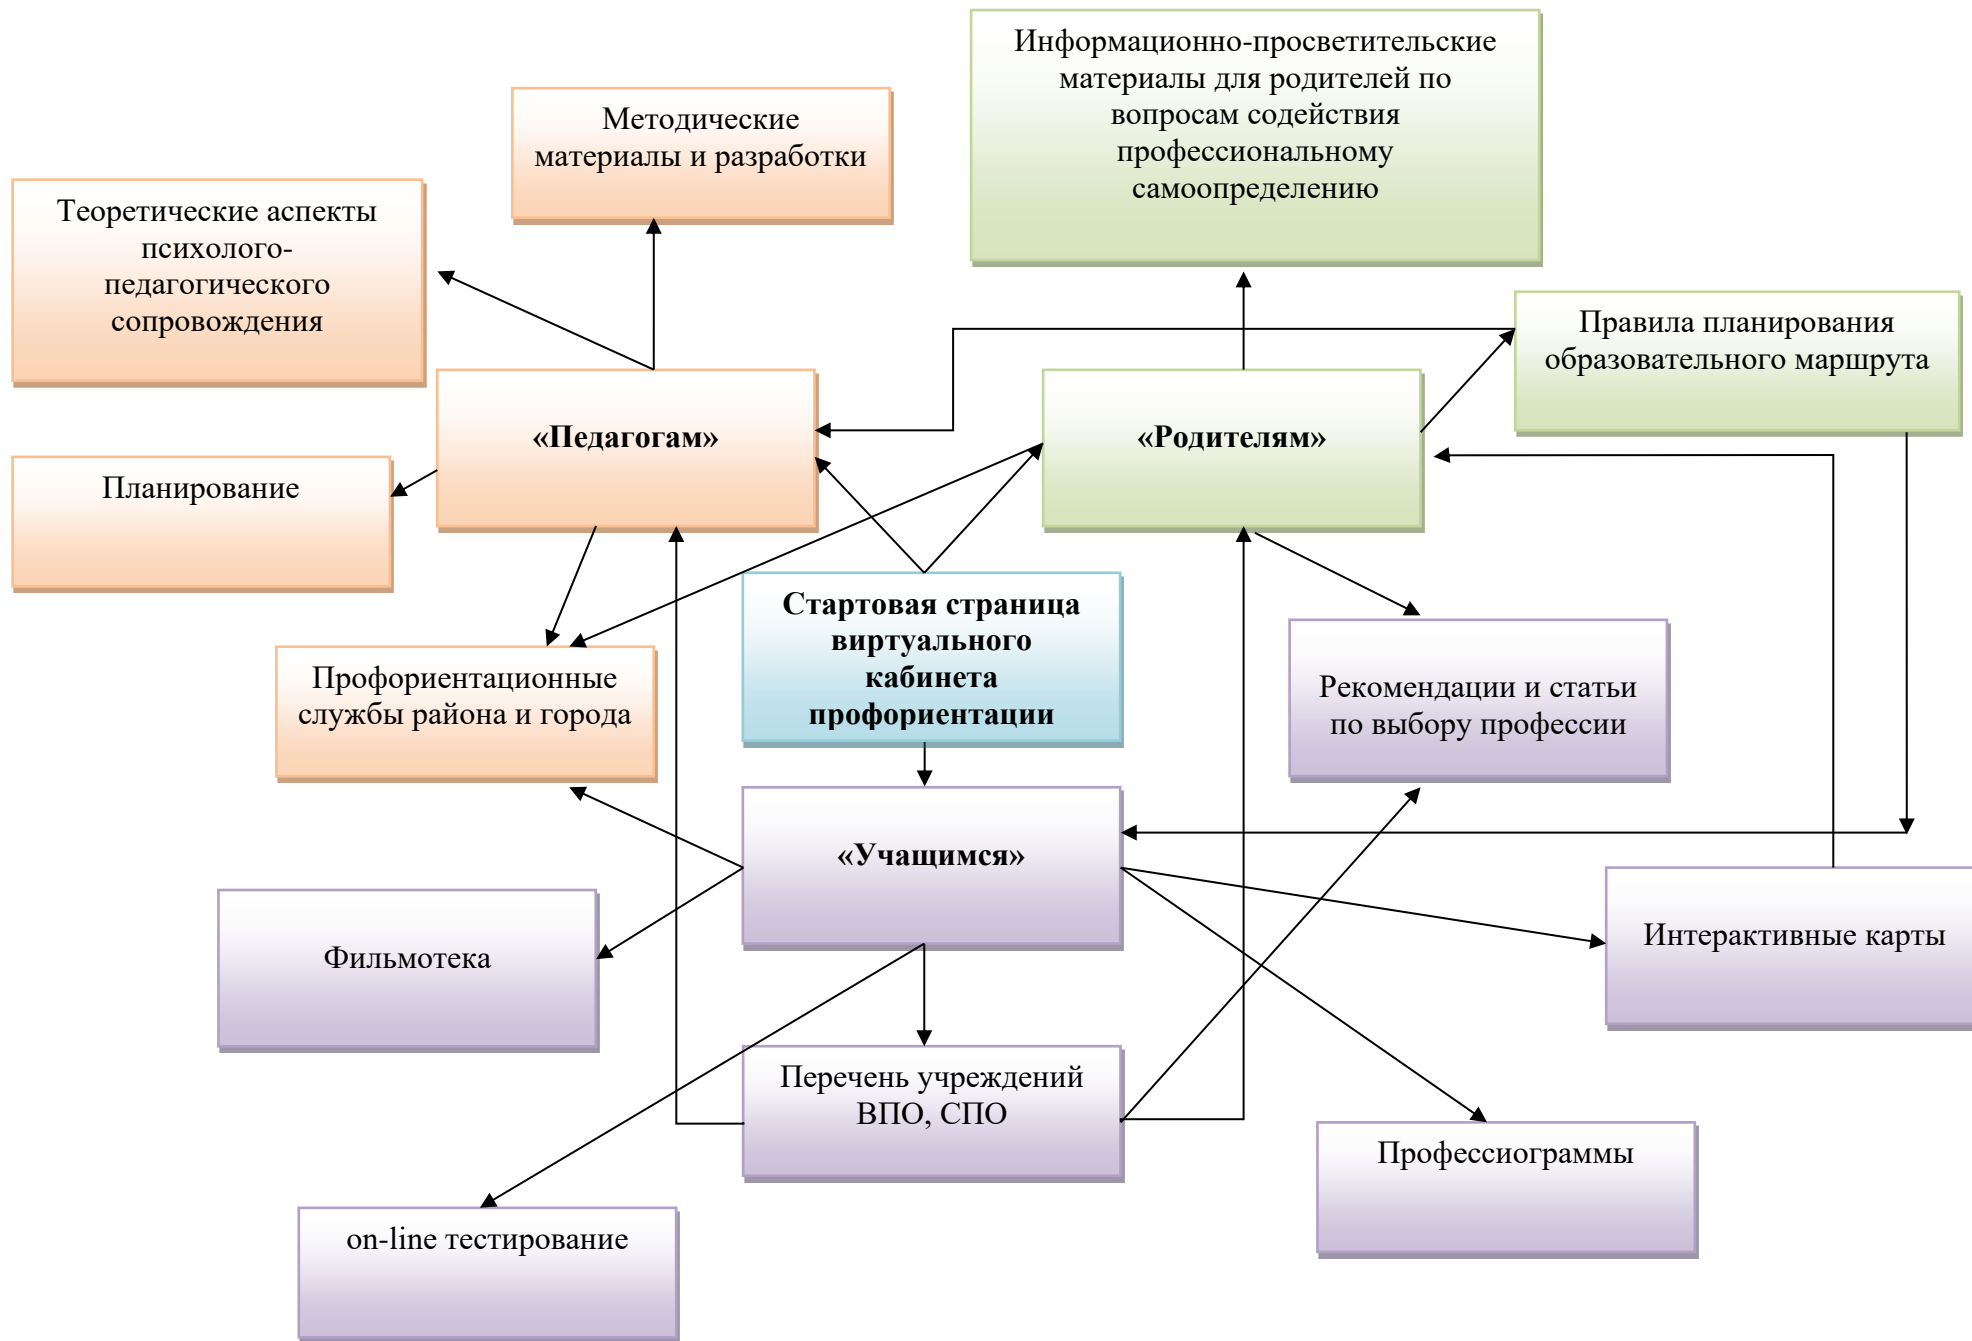 Информационно-просветительские
материалы для родителей по
вопросам содействия
профессиональному
самоопределению
Методические
материалы и разработки
Теоретические аспекты
психолого-
педагогического
сопровождения
Правила планирования
образовательного маршрута
«Педагогам»
«Родителям»
Планирование
Стартовая страница
виртуального
кабинета
профориентации
Профориентационные
службы района и города
Рекомендации и статьи
по выбору профессии
«Учащимся»
Фильмотека
Интерактивные карты
Перечень учреждений
ВПО, СПО
Профессиограммы
on-line тестирование